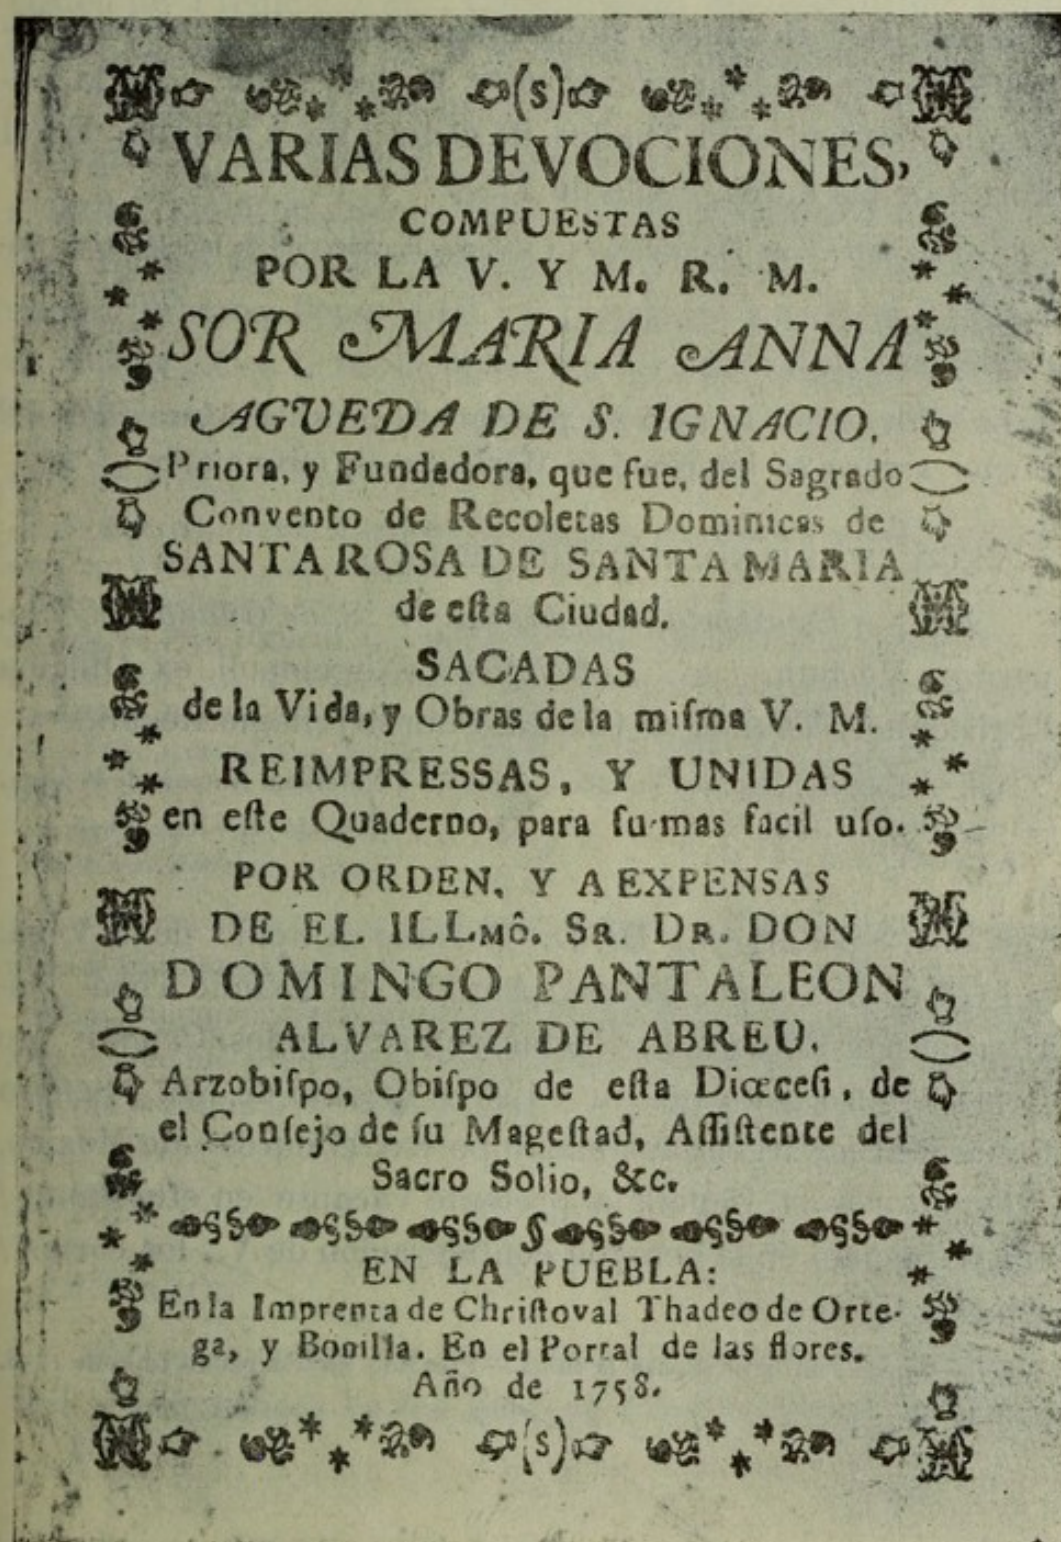 (s)
VARIAS DEVOCIONES,
COMPUESTAS
POR LA V. Y M. R. M.
SOR MARIA ANNA
AGVEDA DE S. IGNACIO.
Priora, y Fundadora, que fue, del Sagrado
Convento de Recoletas Dominicas de
SANTA ROSA DE SANTA MARIA
de eſta Ciudad.
SACADAS
de la Vida, y Obras de la miſma V. M.
REIMPRESSAS, Y UNIDAS
en eſte Quaderno, para ſu mas facil uſo.
POR ORDEN, Y A EXPENSAS
DE EL ILLMô. SR. DR. DON
DOMINGO PANTALEON
ALVAREZ DE ABREU.
Arzobiſpo, Obiſpo de eſta Diœceſi, de
el Conſejo de ſu Mageſtad, Aſſiſtente del
Sacro Solio, &c.
EN LA PUEBLA:
En la Imprenta de Chriſtoval Thadeo de Orte-
ga, y Bonilla. En el Portal de las flores.
Año de 1758.
(s)